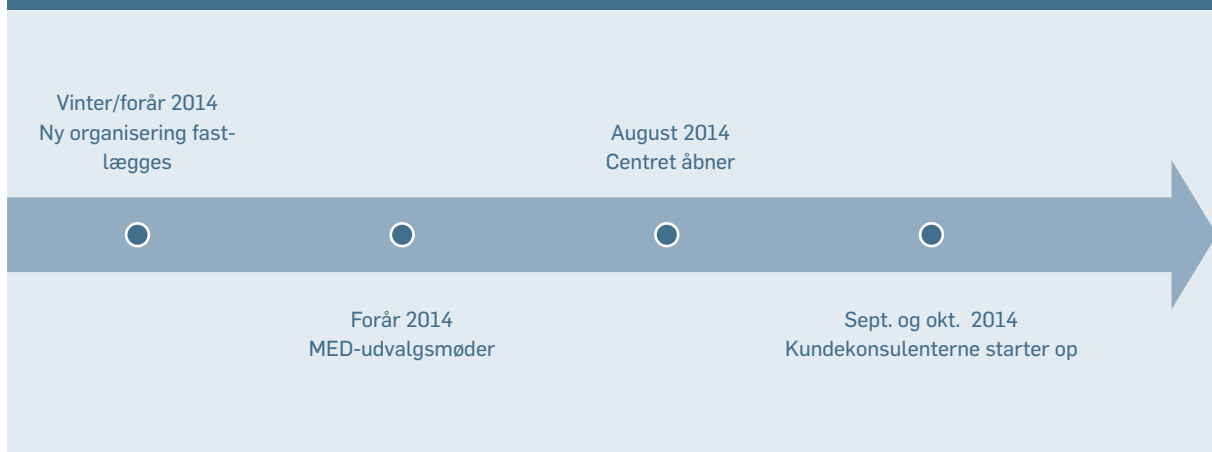 Vinter/forår 2014
Ny organisering fast-
lægges
Forår 2014
MED-udvalgsmøder
August 2014
Centret åbner
Sept. og okt. 2014
Kundekonsulenterne starter op